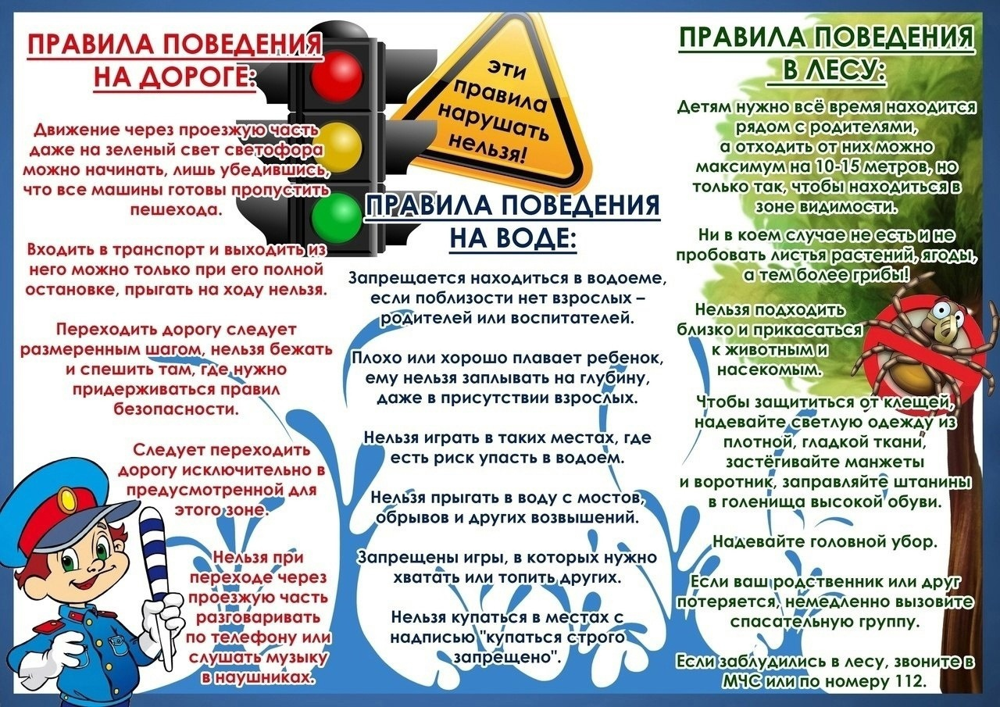 ПРАВИЛА ПОВЕДЕНИЯ
НА ДОРОГЕ:
Движение через проезжую часть
даже на зеленый свет светофора
можно начинать, лишь убедившись,
что все машины готовы пропустить
пешехода.
Входить в транспорт и выходить из
него можно только при его полной
остановке, прыгать на ходу нельзя.
Переходить дорогу следует
размеренным шагом, нельзя бежать
и спешить там, где нужно
придерживаться правил
безопасности.
Следует переходить
дорогу исключительно в
предусмотренной для
этого зоне.
Нельзя при
переходе через
проезжую часть
разговаривать
по телефону или
слушать музыку
в наушниках.
эти
правила
нарушать
нельзя!
ПРАВИЛА ПОВЕДЕНИЯ
НА ВОДЕ:
Запрещается находиться в водоеме,
если поблизости нет взрослых –
родителей или воспитателей.
Плохо или хорошо плавает ребенок,
ему нельзя заплывать на глубину,
даже в присутствии взрослых.
Нельзя играть в таких местах, где
есть риск упасть в водоем.
Нельзя прыгать в воду с мостов,
обрывов и других возвышений.
Запрещены игры, в которых нужно
хватать или топить других.
Нельзя купаться в местах с
надписью "купаться строго
запрещено".
ПРАВИЛА ПОВЕДЕНИЯ
В ЛЕСУ:
Детям нужно всё время находится
рядом с родителями,
а отходить от них можно
максимум на 10-15 метров, но
только так, чтобы находиться в
зоне видимости.
Ни в коем случае не есть и не
пробовать листья растений, ягоды,
а тем более грибы!
Нельзя подходить
близко и прикасаться
к животным и
насекомым.
Чтобы защититься от клещей,
надевайте светлую одежду из
плотной, гладкой ткани,
застёгивайте манжеты
и воротник, заправляйте штанины
в голенища высокой обуви.
Надевайте головной убор.
Если ваш родственник или друг
потеряется, немедленно вызовите
спасательную группу.
Если заблудились в лесу, звоните в
МЧС или по номеру 112.